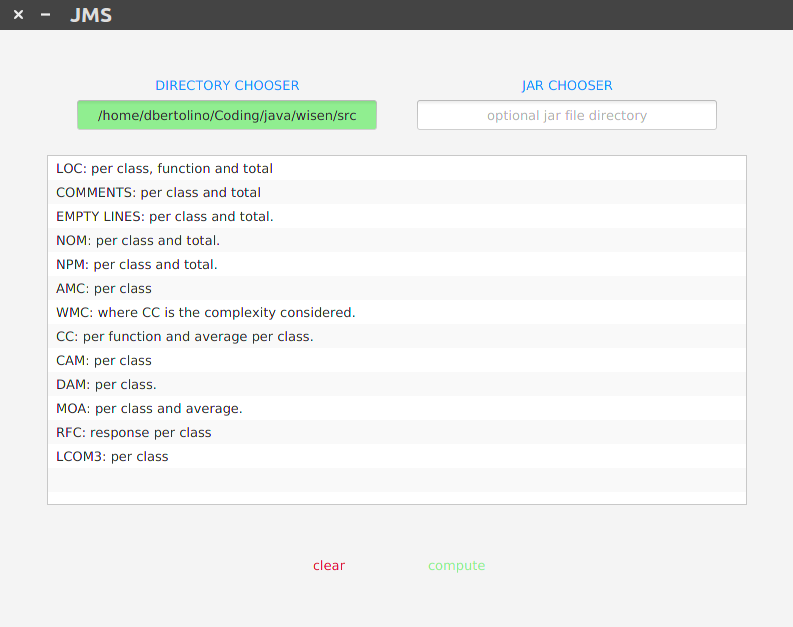 JMS
DIRECTORY CHOOSER
JAR CHOOSER
/home/dbertolino/Coding/java/wisen/src
optional jar file directory
LOC: per class, function and total
COMMENTS: per class and total
EMPTY LINES: per class and total.
NOM: per class and total.
NPM: per class and total.
AMC: per class
WMC: where CC is the complexity considered.
CC: per function and average per class.
CAM: per class
DAM: per class.
MOA: per class and average.
RFC: response per class
LCOM3: per class
clear
compute